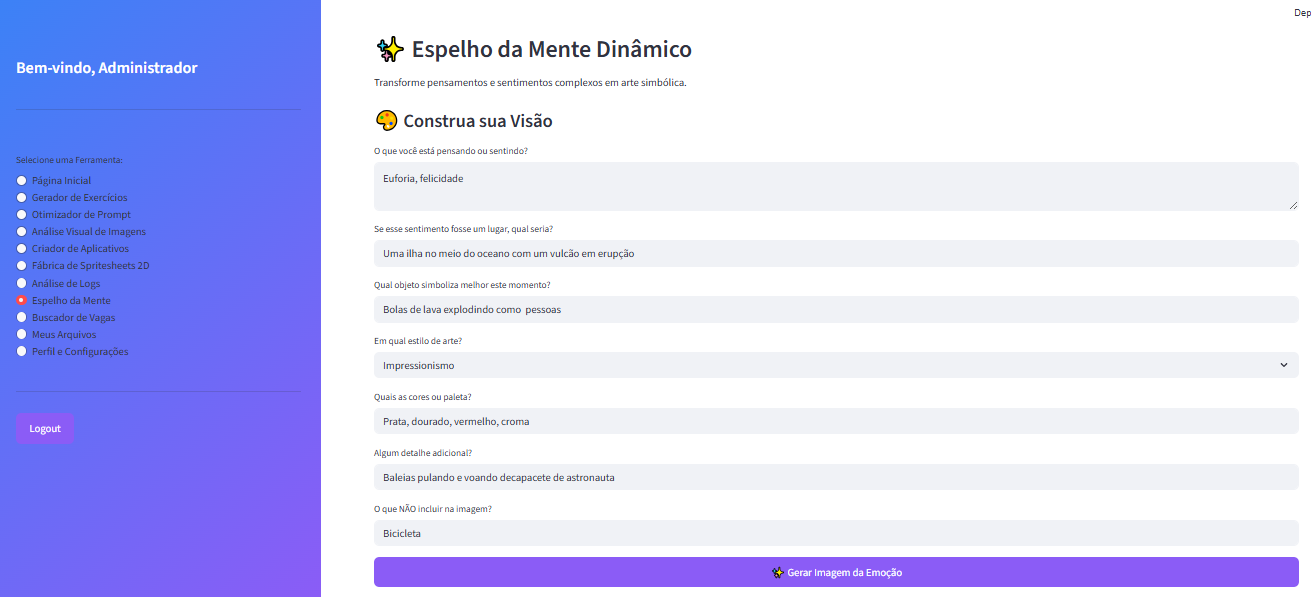 Dep
Bem-vindo, Administrador
Selecione uma Ferramenta:
Página Inicial
Gerador de Exercícios
Otimizador de Prompt
Análise Visual de Imagens
Criador de Aplicativos
Fábrica de Spritesheets 2D
Análise de Logs
Espelho da Mente
Buscador de Vagas
Meus Arquivos
Perfil e Configurações
Logout
✨ Espelho da Mente Dinâmico
Transforme pensamentos e sentimentos complexos em arte simbólica.
🎨 Construa sua Visão
O que você está pensando ou sentindo?
Euforia, felicidade
Se esse sentimento fosse um lugar, qual seria?
Uma ilha no meio do oceano com um vulcão em erupção
Qual objeto simboliza melhor este momento?
Bolas de lava explodindo como  pessoas
Em qual estilo de arte?
Impressionismo
Quais as cores ou paleta?
Prata, dourado, vermelho, croma
Algum detalhe adicional?
Baleias pulando e voando decapacete de astronauta
O que NÃO incluir na imagem?
Bicicleta
✨ Gerar Imagem da Emoção